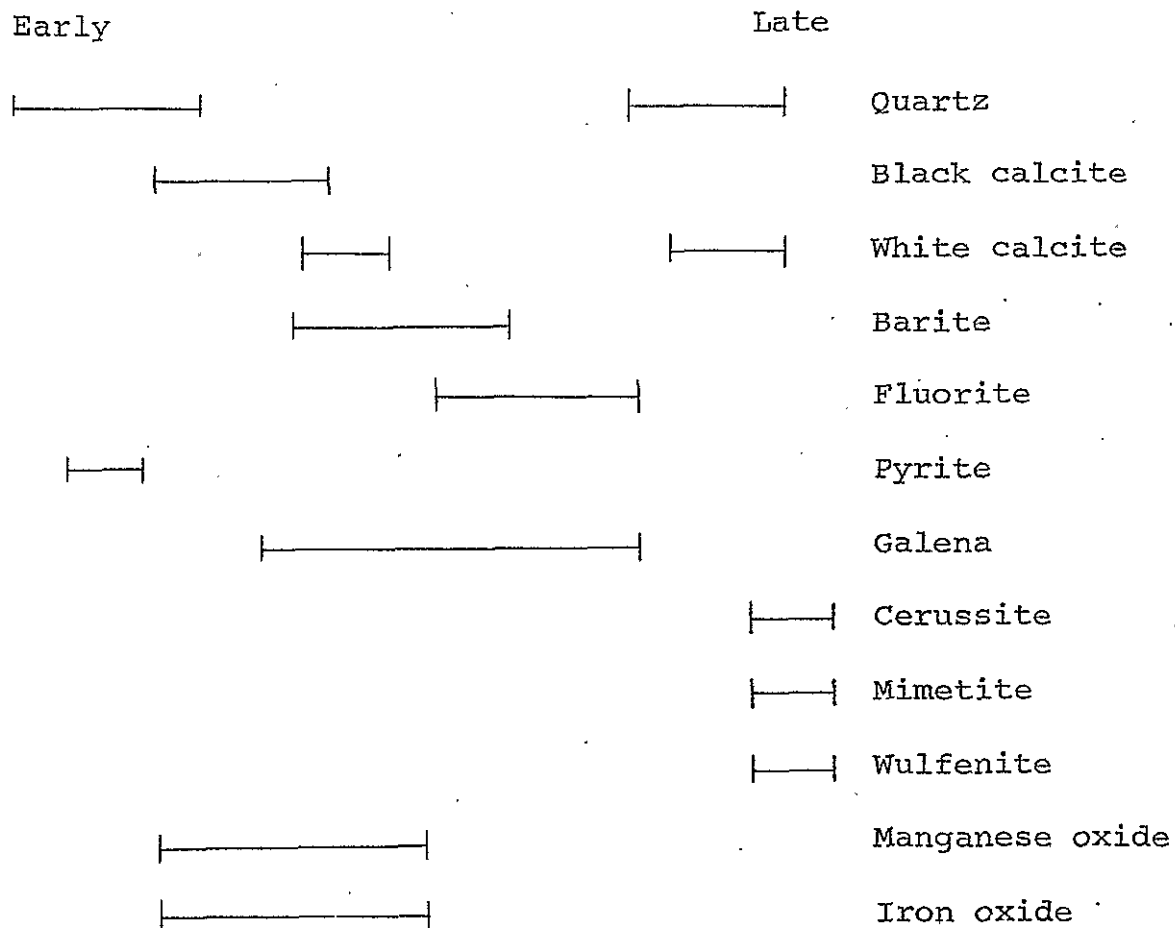 Early Late
Quartz
Black calcite
White calcite
Barite
Fluorite
Pyrite
Galena
Cerussite
Mimetite
Wulfenite
Manganese oxide
Iron oxide